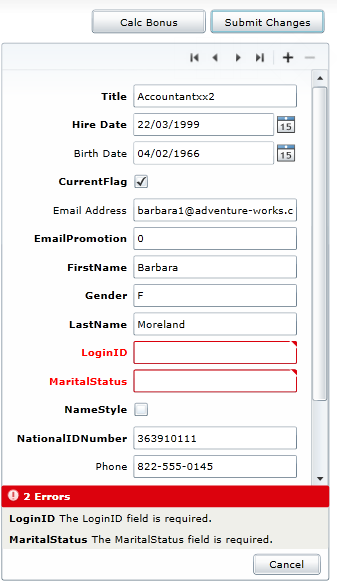 Calc Bonus Submit Changes
Title Accountantxx2
Hire Date 22/03/1999 15
Birth Date 04/02/1966 15
CurrentFlag
Email Address barbara1@adventure-works.c
EmailPromotion 0
FirstName Barbara
Gender F
LastName Moreland
LoginID
MaritalStatus
NameStyle
NationalIDNumber 363910111
Phone 822-555-0145
2 Errors
LoginID The LoginID field is required.
MaritalStatus The MaritalStatus field is required.
Cancel